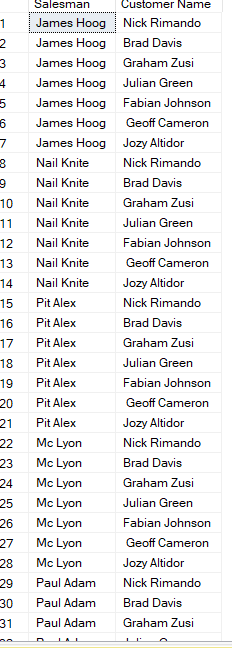 Salesman Customer Name
1 James Hoog Nick Rimando
2 James Hoog Brad Davis
3 James Hoog Graham Zusi
4 James Hoog Julian Green
5 James Hoog Fabian Johnson
6 James Hoog Geoff Cameron
7 James Hoog Jozy Altidor
8 Nail Knite Nick Rimando
9 Nail Knite Brad Davis
10 Nail Knite Graham Zusi
11 Nail Knite Julian Green
12 Nail Knite Fabian Johnson
13 Nail Knite Geoff Cameron
14 Nail Knite Jozy Altidor
15 Pit Alex Nick Rimando
16 Pit Alex Brad Davis
17 Pit Alex Graham Zusi
18 Pit Alex Julian Green
19 Pit Alex Fabian Johnson
20 Pit Alex Geoff Cameron
21 Pit Alex Jozy Altidor
22 Mc Lyon Nick Rimando
23 Mc Lyon Brad Davis
24 Mc Lyon Graham Zusi
25 Mc Lyon Julian Green
26 Mc Lyon Fabian Johnson
27 Mc Lyon Geoff Cameron
28 Mc Lyon Jozy Altidor
29 Paul Adam Nick Rimando
30 Paul Adam Brad Davis
31 Paul Adam Graham Zusi